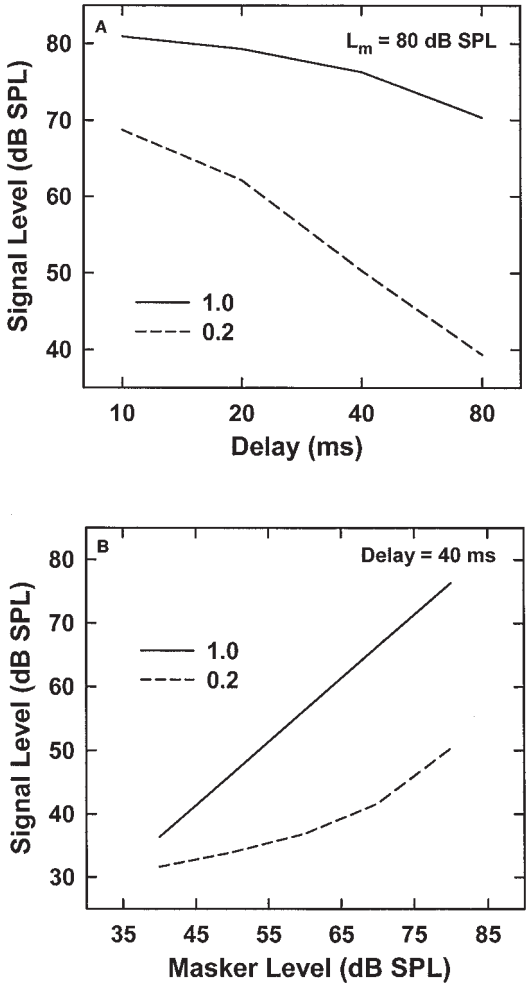 A
L_m = 80 dB SPL
Signal Level (dB SPL)
80
70
60
50
40
1.0
0.2
10 20 40 80
Delay (ms)
B
Delay = 40 ms
Signal Level (dB SPL)
80
70
60
50
40
30
1.0
0.2
35 45 55 65 75 85
Masker Level (dB SPL)